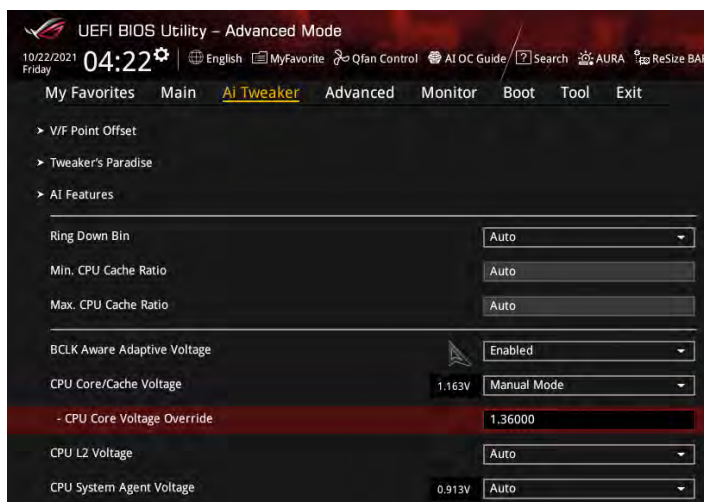 UEFI BIOS Utility – Advanced Mode
10/22/2021 Friday 04:22 English MyFavorite Qfan Control AI OC Guide ? Search AURA ReSize BAR
My Favorites Main Ai Tweaker Advanced Monitor Boot Tool Exit
V/F Point Offset
Tweaker's Paradise
AI Features
Ring Down Bin Auto
Min. CPU Cache Ratio Auto
Max. CPU Cache Ratio Auto
BCLK Aware Adaptive Voltage Enabled
CPU Core/Cache Voltage 1.163V Manual Mode
- CPU Core Voltage Override 1.36000
CPU L2 Voltage Auto
CPU System Agent Voltage 0.913V Auto